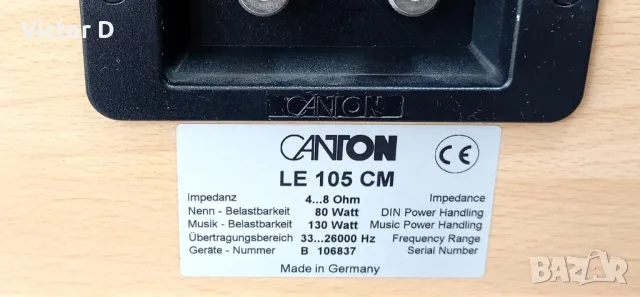 Victor D
CANTON
CANTON
CE
LE 105 CM
Impedanz 4...8 Ohm Impedance
Nenn - Belastbarkeit 80 Watt DIN Power Handling
Musik - Belastbarkeit 130 Watt Music Power Handling
Übertragungsbereich 33...26000 Hz Frequency Range
Geräte - Nummer B 106837 Serial Number
Made in Germany
BAZAR